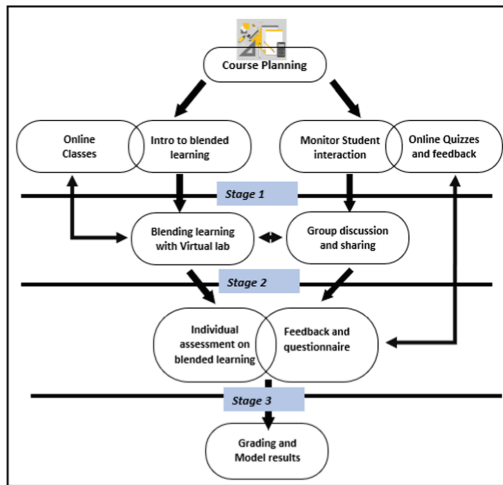 Course Planning
Online
Classes
Intro to blended
learning
Monitor Student
interaction
Online Quizzes
and feedback
Stage 1
Blending learning
with Virtual lab
Group discussion
and sharing
Stage 2
Individual
assessment on
blended learning
Feedback and
questionnaire
Stage 3
Grading and
Model results